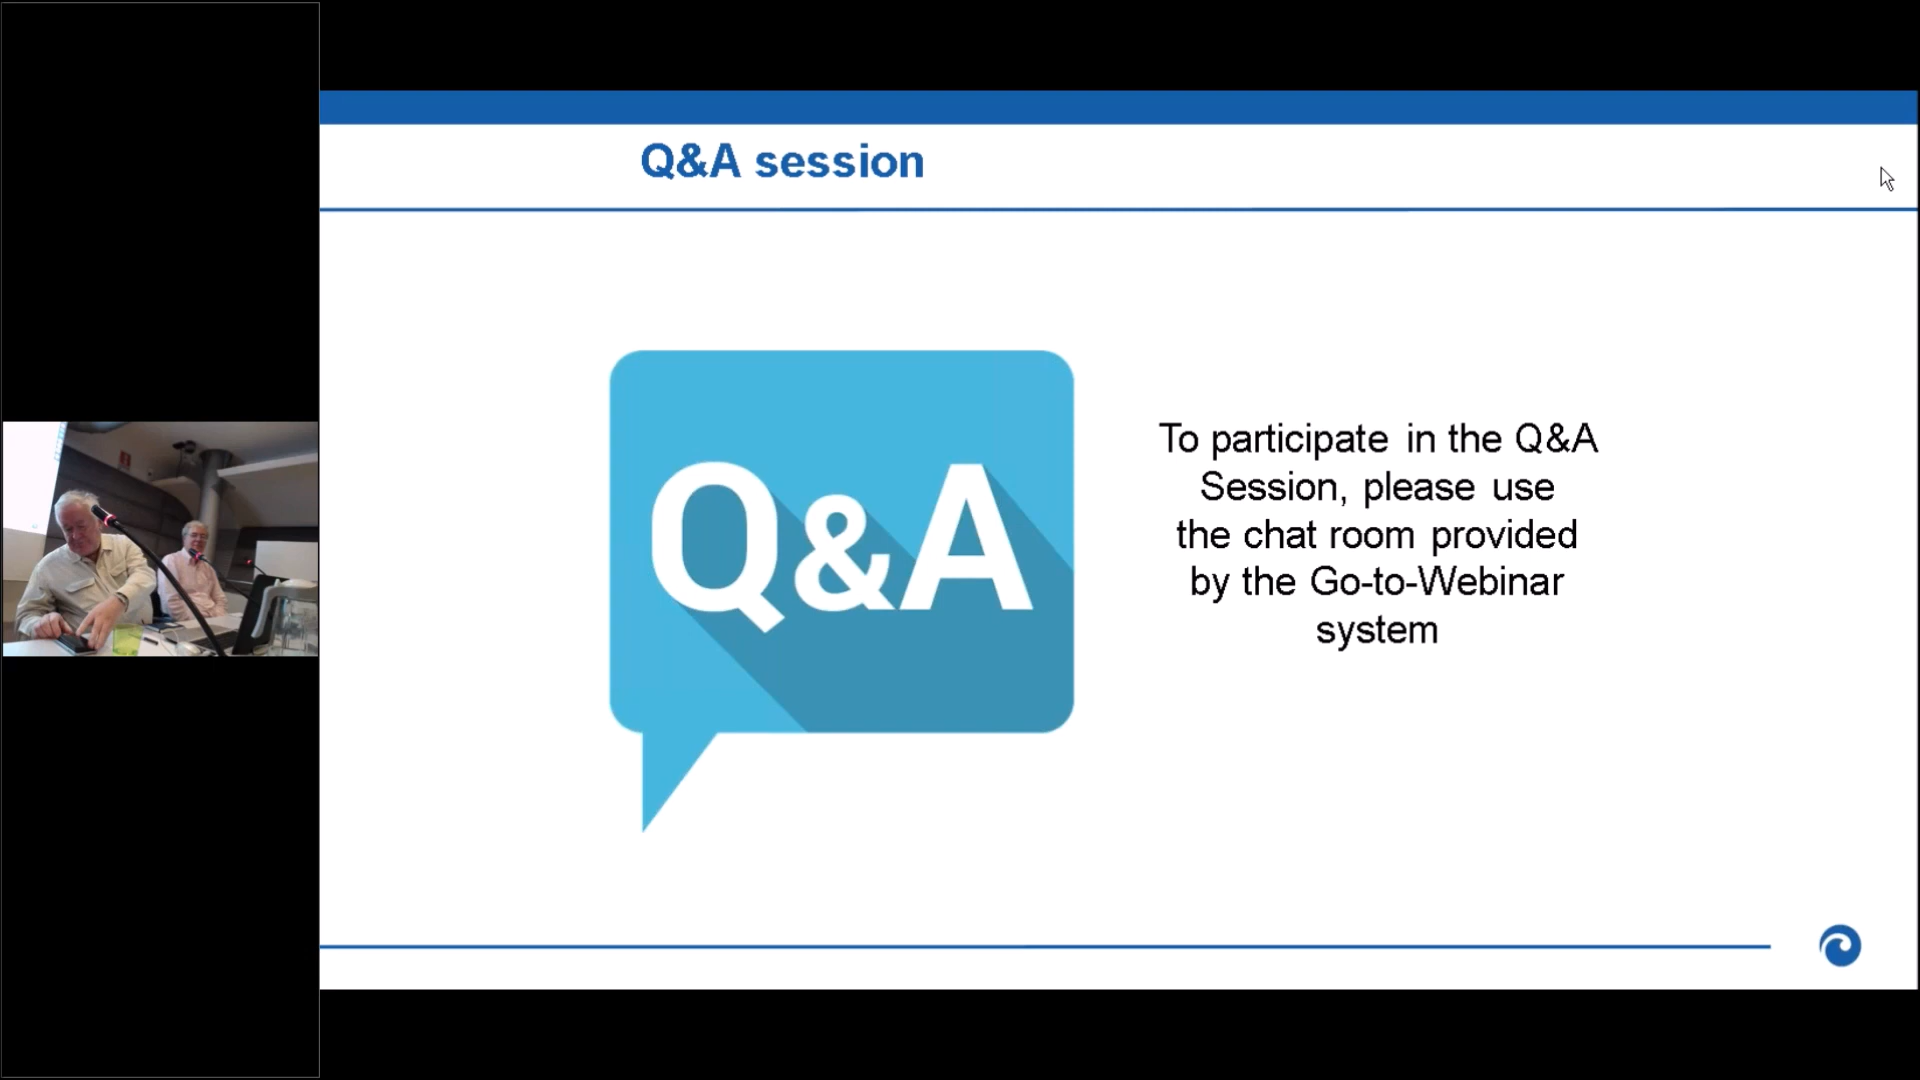 Q&A session
Q&A
To participate in the Q&A
Session, please use
the chat room provided
by the Go-to-Webinar
system